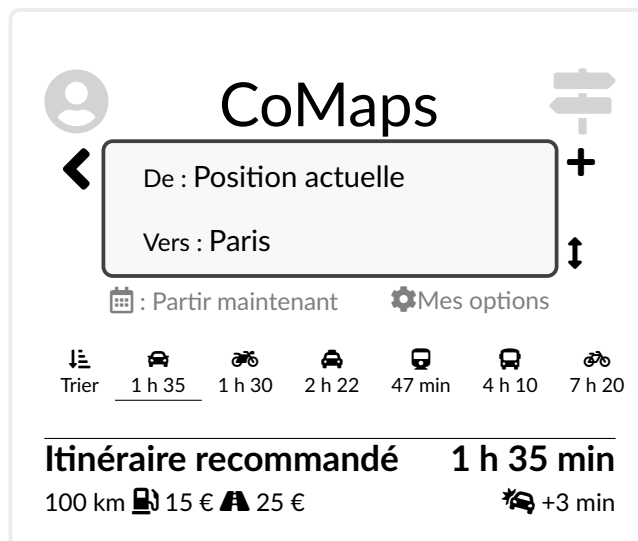 CoMaps
De : Position actuelle
Vers : Paris
: Partir maintenant Mes options
Trier 1 h 35 1 h 30 2 h 22 47 min 4 h 10 7 h 20
Itinéraire recommandé 1 h 35 min
100 km 15 € 25 € +3 min